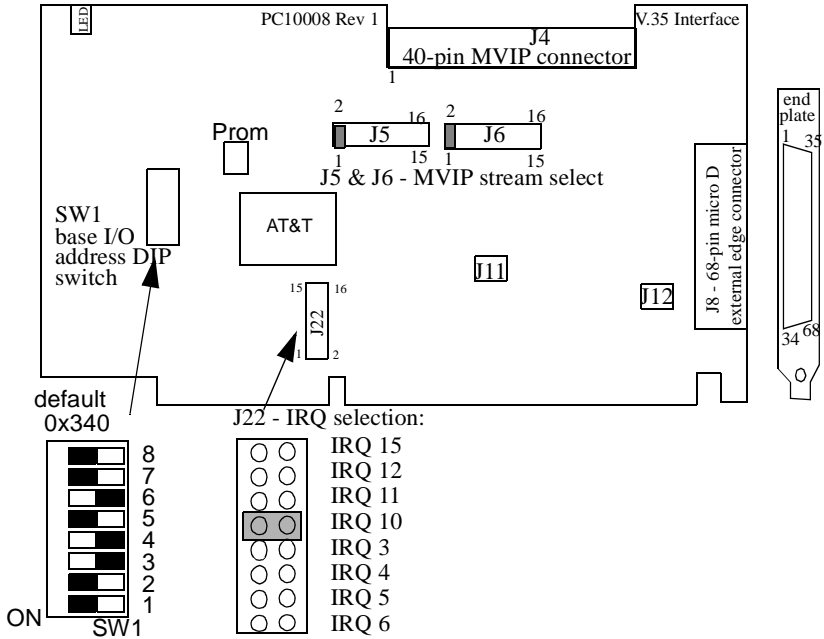 LED
PC10008 Rev 1
V.35 Interface
J4
40-pin MVIP connector
1
end
plate
1
35
2
16
J5
1
15
2
16
J6
1
15
Prom
J5 & J6 - MVIP stream select
SW1
base I/O
address DIP
switch
AT&T
J11
J12
J8 - 68-pin micro D
external edge connector
15
16
J22
1
2
34
68
default
0x340
8
7
6
5
4
3
2
1
ON
SW1
J22 - IRQ selection:
IRQ 15
IRQ 12
IRQ 11
IRQ 10
IRQ 3
IRQ 4
IRQ 5
IRQ 6